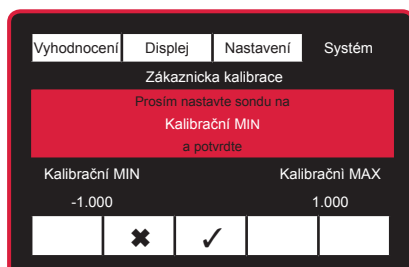 Vyhodnocení Displej Nastavení Systém
Zákaznicka kalibrace
Prosím nastavte sondu na
Kalibrační MIN
a potvrdte
Kalibrační MIN Kalibračnì MAX
-1.000 1.000
✖ ✓